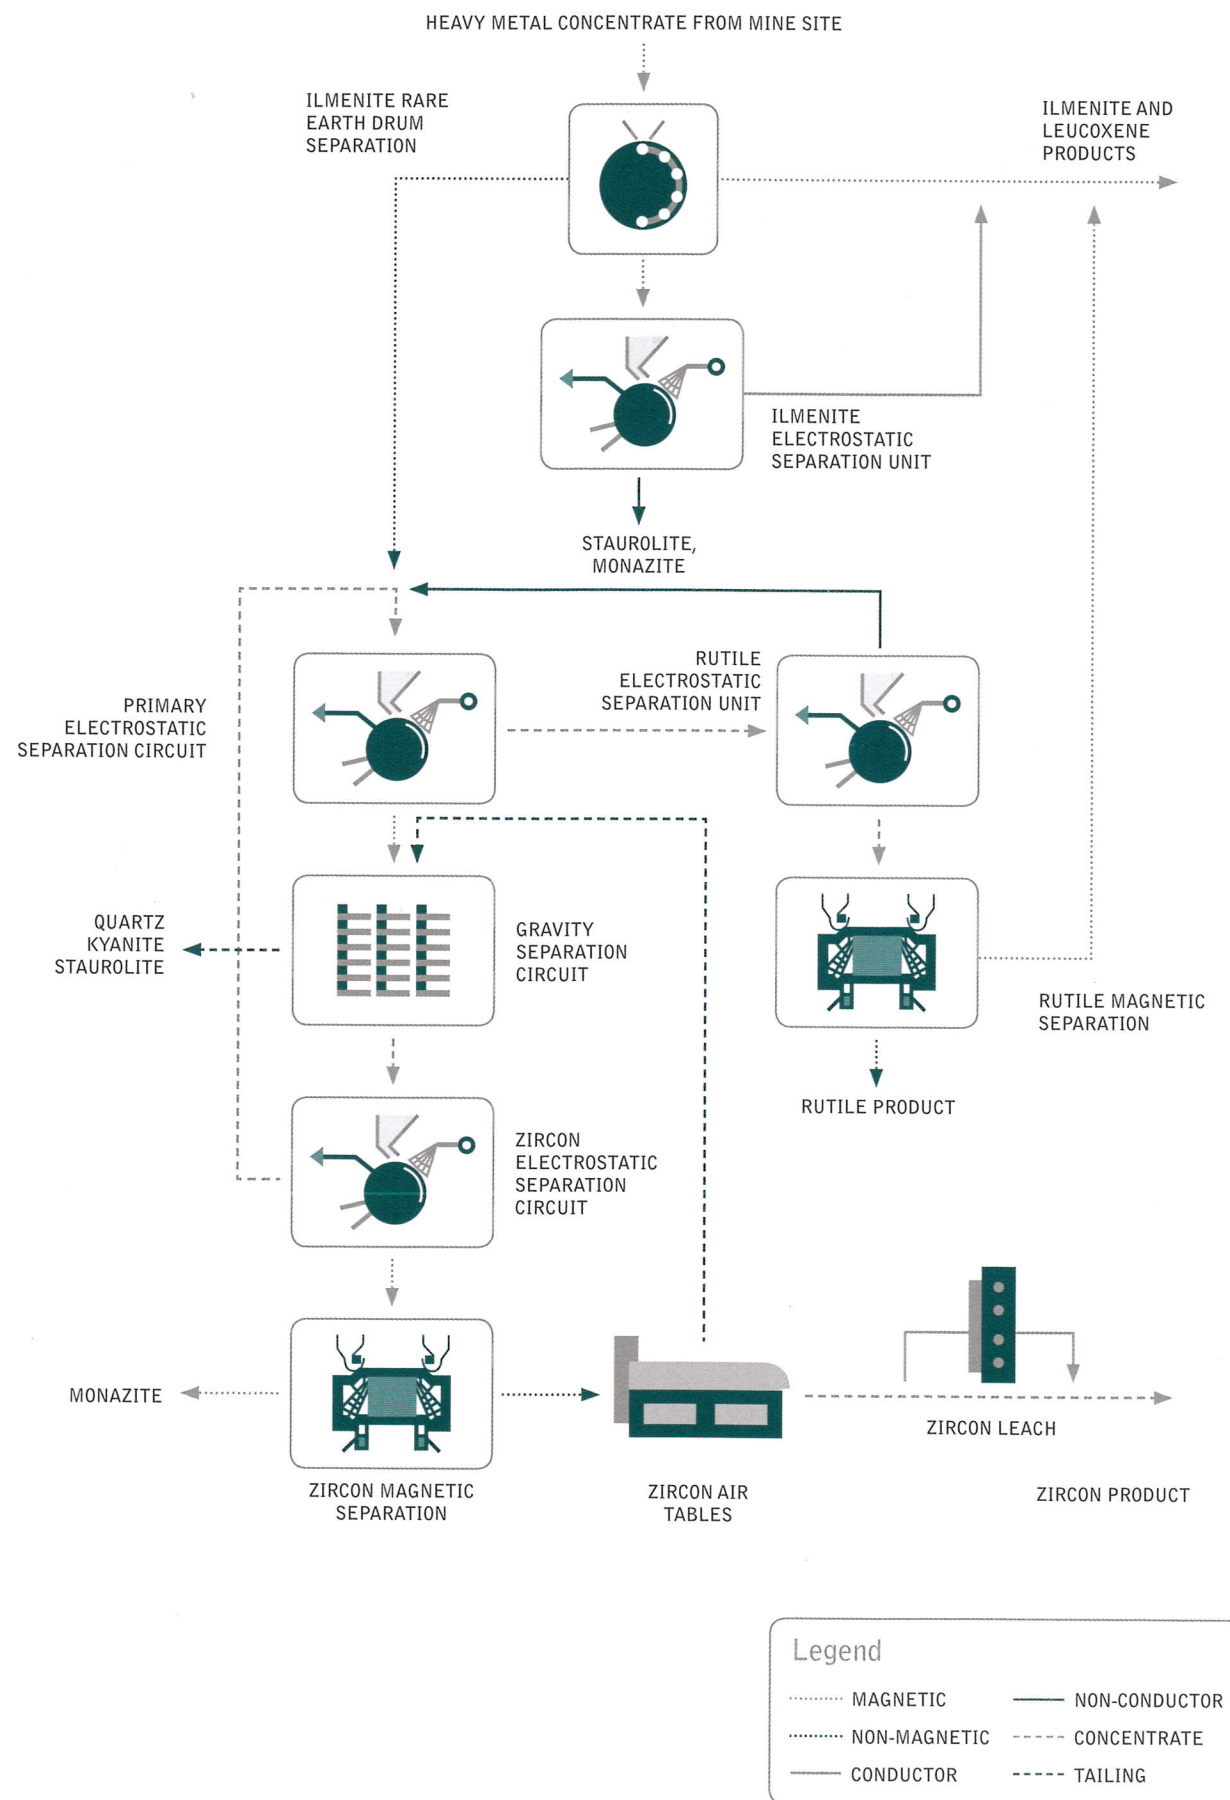 HEAVY METAL CONCENTRATE FROM MINE SITE
ILMENITE RARE
EARTH DRUM
SEPARATION
ILMENITE AND
LEUCOXENE
PRODUCTS
ILMENITE
ELECTROSTATIC
SEPARATION UNIT
STAUROLITE,
MONAZITE
PRIMARY
ELECTROSTATIC
SEPARATION CIRCUIT
RUTILE
ELECTROSTATIC
SEPARATION UNIT
QUARTZ
KYANITE
STAUROLITE
GRAVITY
SEPARATION
CIRCUIT
RUTILE MAGNETIC
SEPARATION
RUTILE PRODUCT
ZIRCON
ELECTROSTATIC
SEPARATION
CIRCUIT
MONAZITE
ZIRCON MAGNETIC
SEPARATION
ZIRCON AIR
TABLES
ZIRCON LEACH
ZIRCON PRODUCT
Legend
MAGNETIC
NON-MAGNETIC
CONDUCTOR
NON-CONDUCTOR
CONCENTRATE
TAILING